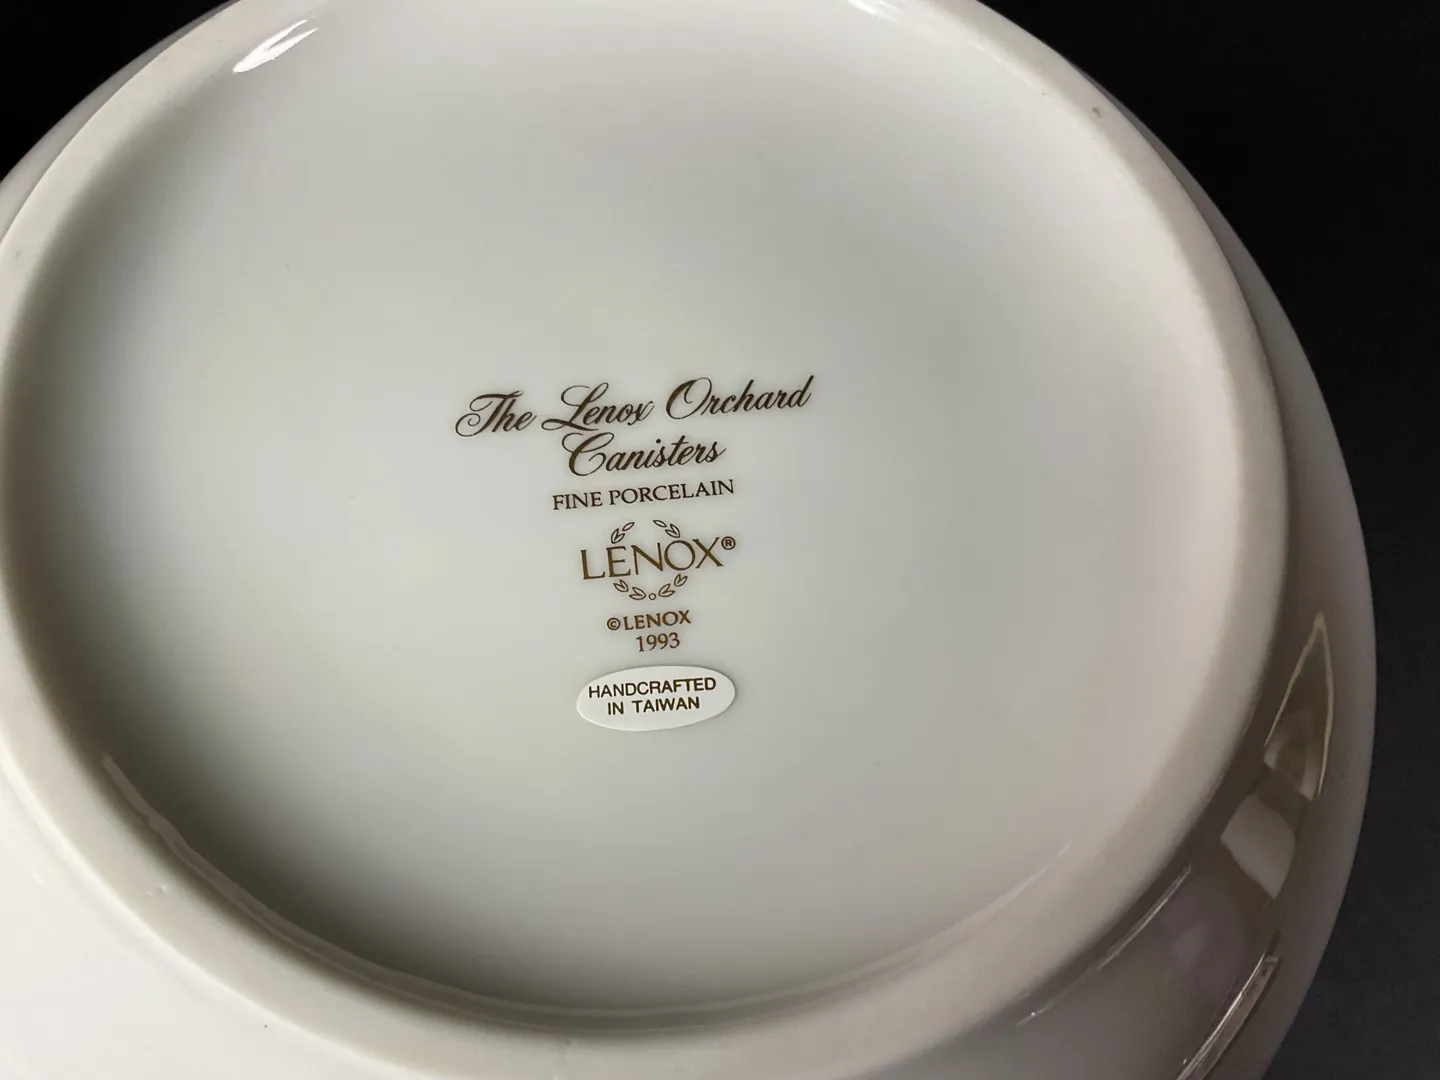 The Lenox Orchard
Canisters
FINE PORCELAIN
LENOX®
©LENOX
1993
HANDCRAFTED
IN TAIWAN